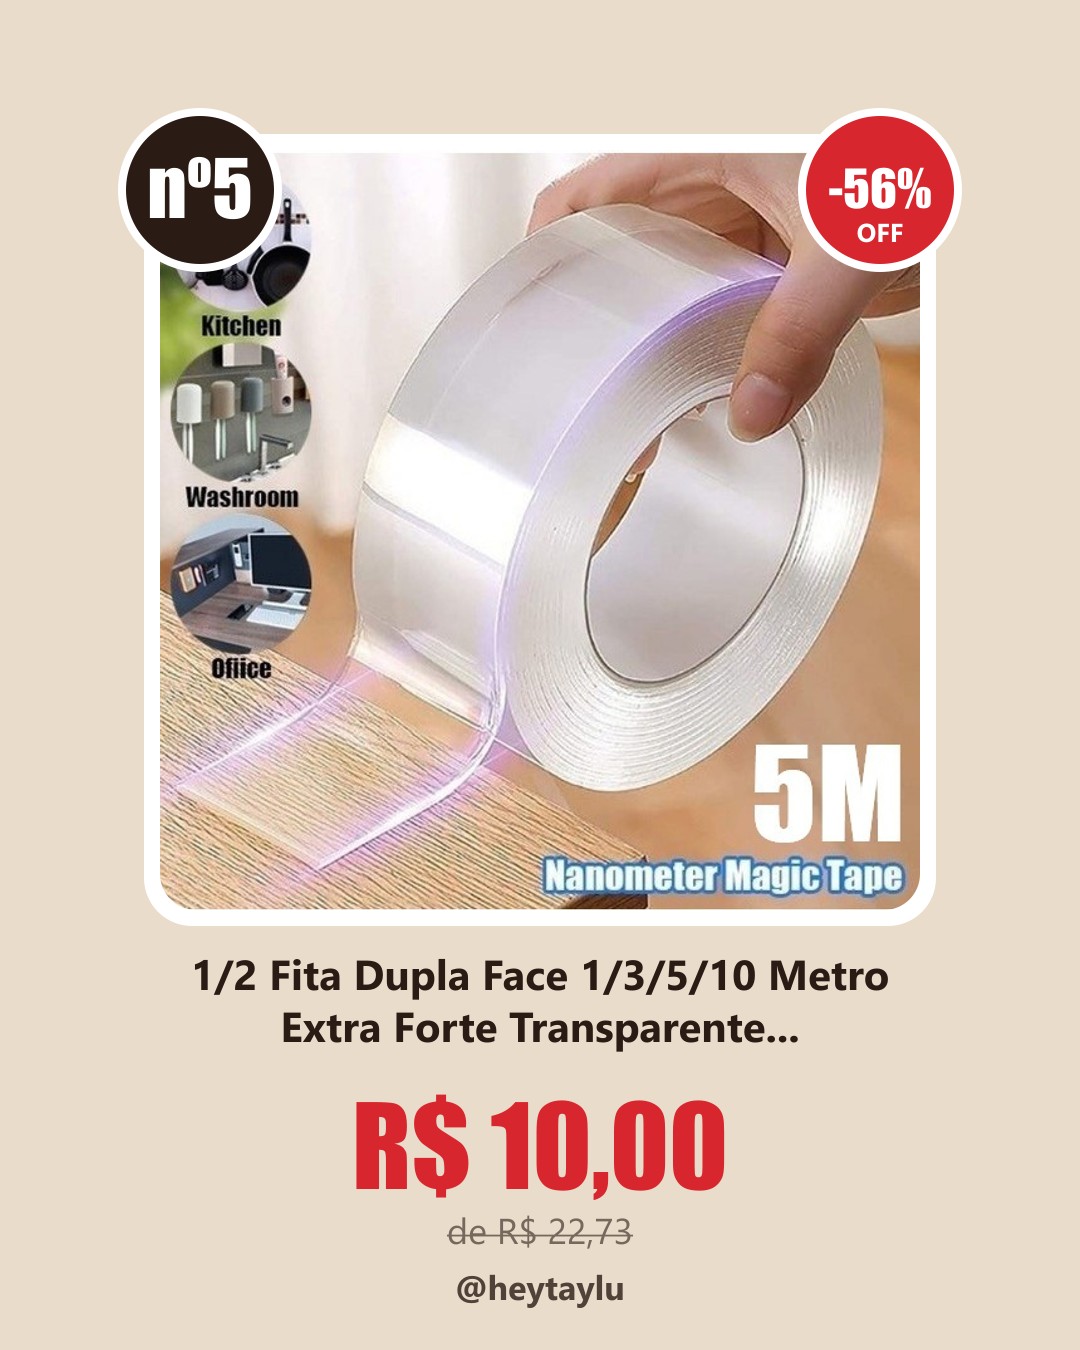 nº5
-56%
OFF
Kitchen
Washroom
Ofiice
5M
Nanometer Magic Tape
1/2 Fita Dupla Face 1/3/5/10 Metro
Extra Forte Transparente...
R$ 10,00
de R$ 22,73
@heytaylu